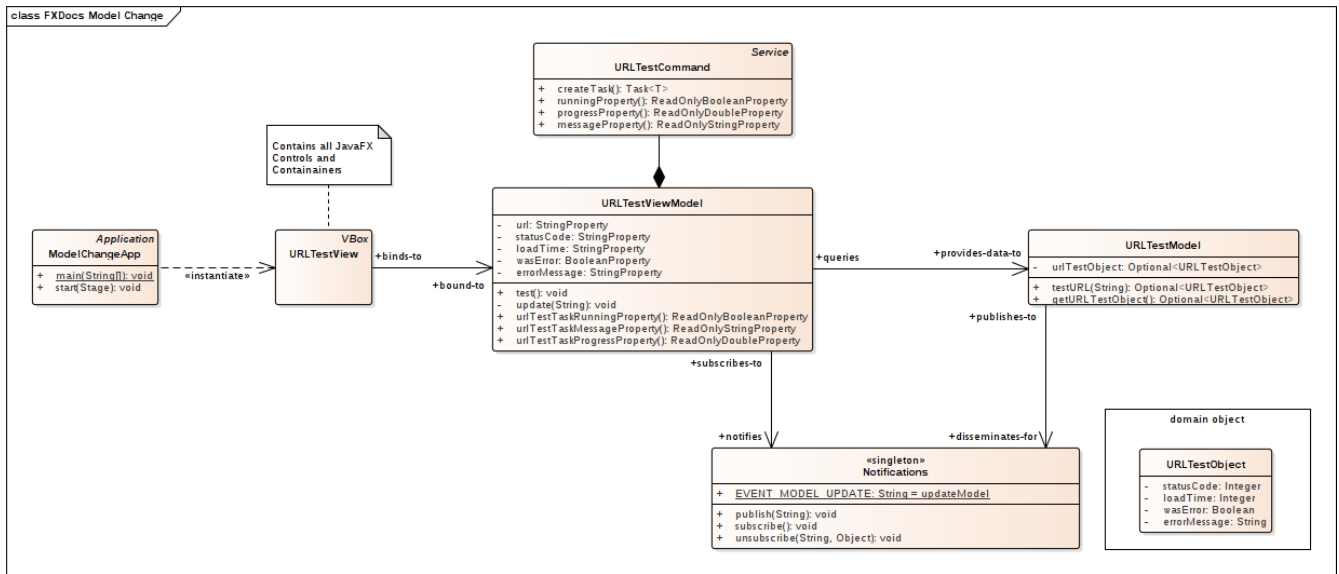 class FXDocs Model Change
Service
URLTestCommand
+ createTask(): Task<T>
+ runningProperty(): ReadOnlyBooleanProperty
+ progressProperty(): ReadOnlyDoubleProperty
+ messageProperty(): ReadOnlyStringProperty
Contains all JavaFX
Controls and
Containainers
Application
ModelChangeApp
+ main(String[]): void
+ start(Stage): void
«instantiate»
VBox
URLTestView
+binds-to
+bound-to
URLTestViewModel
- url: StringProperty
- statusCode: StringProperty
- loadTime: StringProperty
- wasError: BooleanProperty
- errorMessage: StringProperty
+ test(): void
- update(String): void
+ urlTestTaskRunningProperty(): ReadOnlyBooleanProperty
+ urlTestTaskMessageProperty(): ReadOnlyStringProperty
+ urlTestTaskProgressProperty(): ReadOnlyDoubleProperty
+queries
+provides-data-to
URLTestModel
- urlTestObject: Optional<URLTestObject>
+ testURL(String): Optional<URLTestObject>
+ getURLTestObject(): Optional<URLTestObject>
+publishes-to
+subscribes-to
+notifies
+disseminates-for
«singleton»
Notifications
+ EVENT_MODEL_UPDATE: String = updateModel
+ publish(String): void
+ subscribe(): void
+ unsubscribe(String, Object): void
domain object
URLTestObject
- statusCode: Integer
- loadTime: Integer
- wasError: Boolean
- errorMessage: String